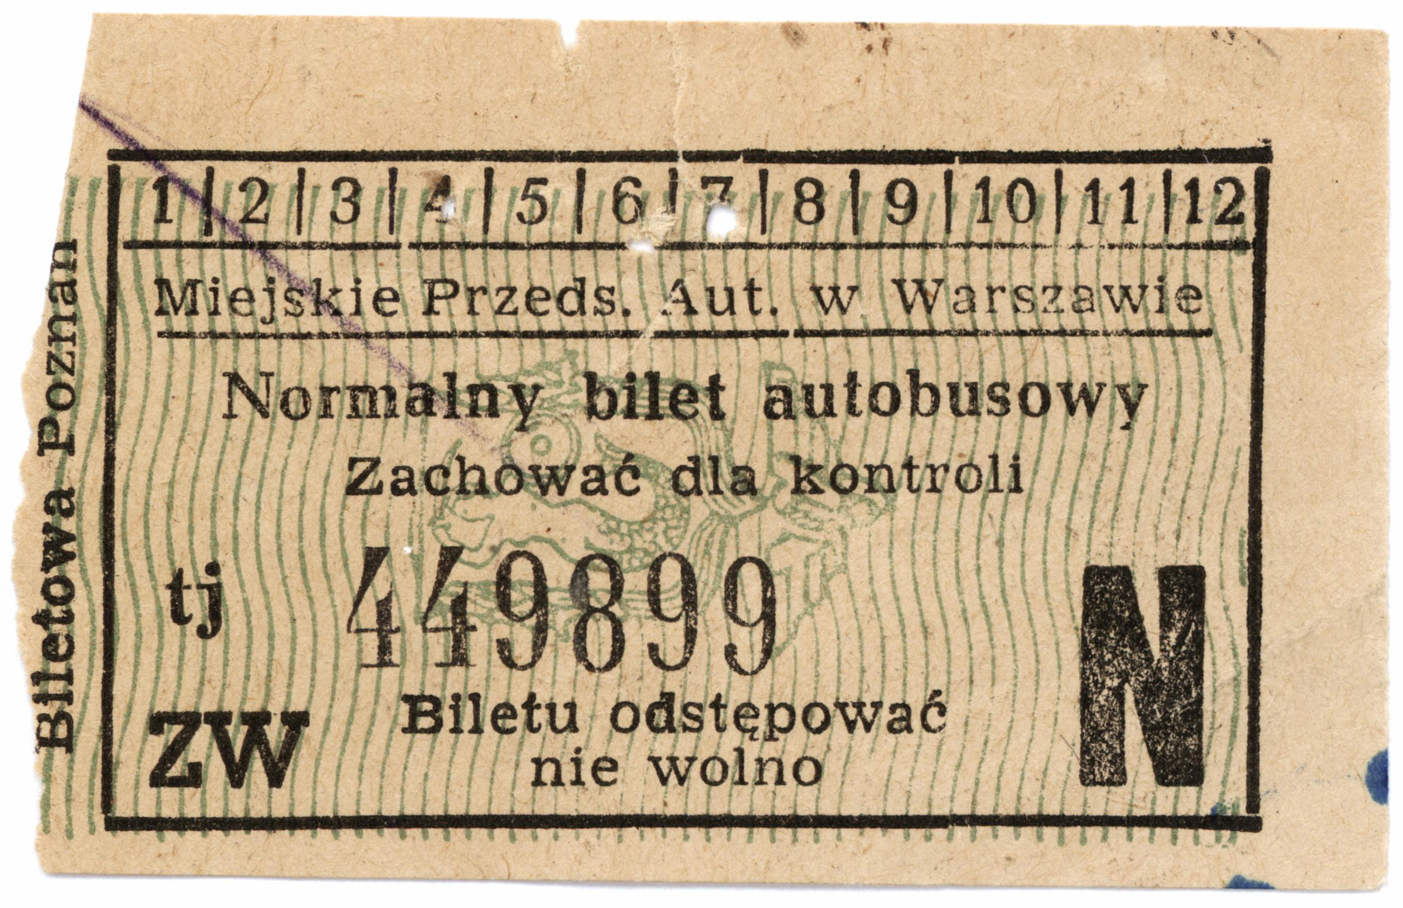 1 | 2 | 3 | 4 | 5 | 6 | 7 | 8 | 9 | 10 | 11 | 12
Miejskie Przeds. Aut. w Warszawie
Normalny bilet autobusowy
Zachować dla kontroli
tj 449899
N
ZW
Biletu odstępować
nie wolno
Biletowa Poznań